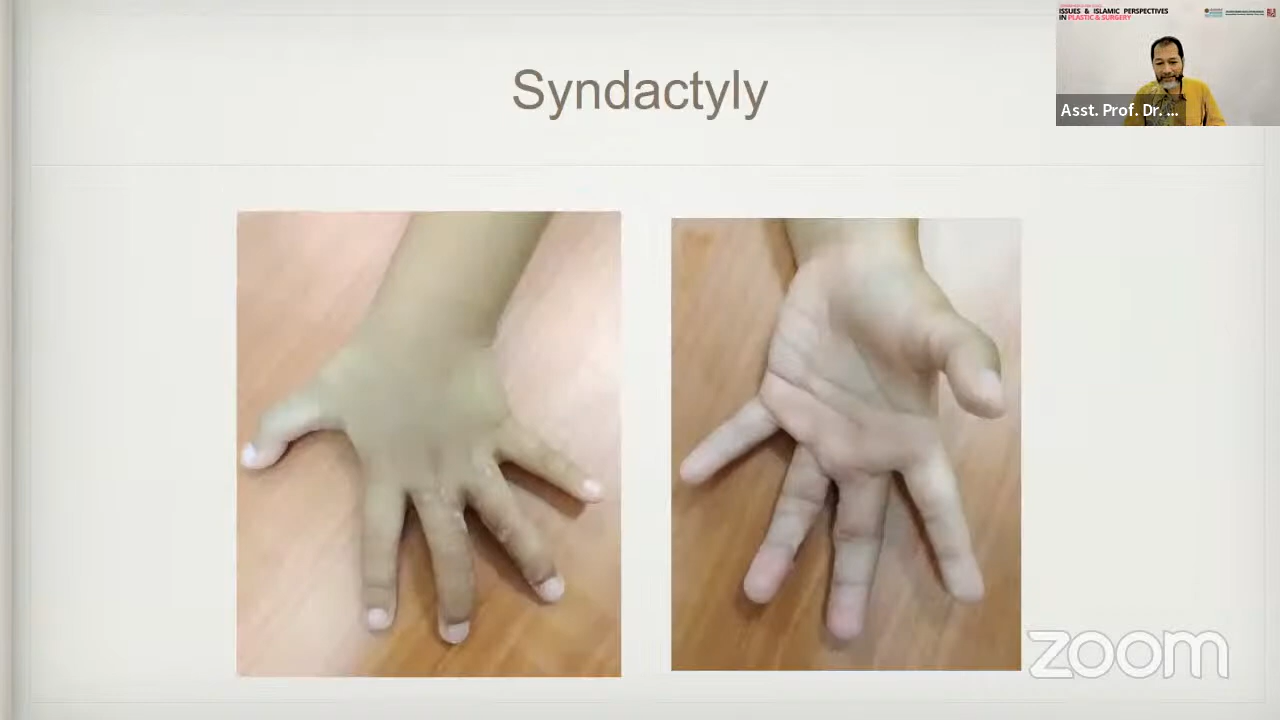 Syndactyly
ISSUES & ISLAMIC PERSPECTIVES
IN PLASTIC & SURGERY
Asst. Prof. Dr. ...
zoom